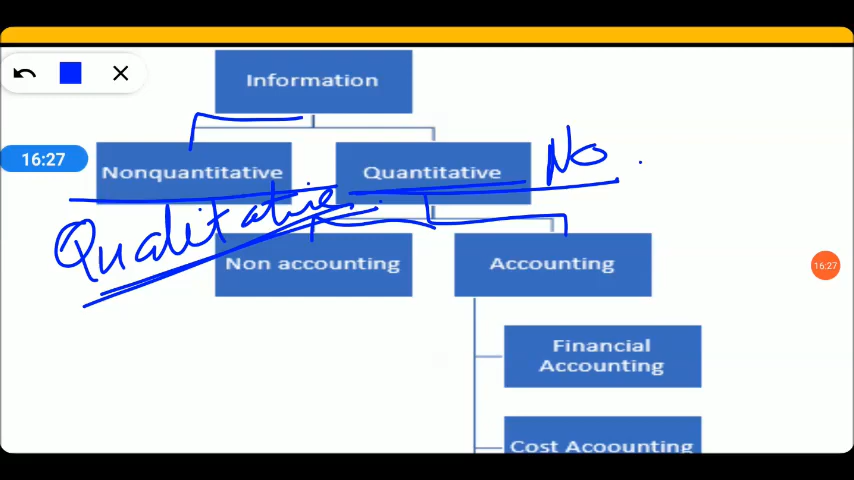 Information
16:27
Nonquantitative
Quantitative
No
Qualitative
Non accounting
Accounting
16:27
Financial
Accounting
Cost Acoounting